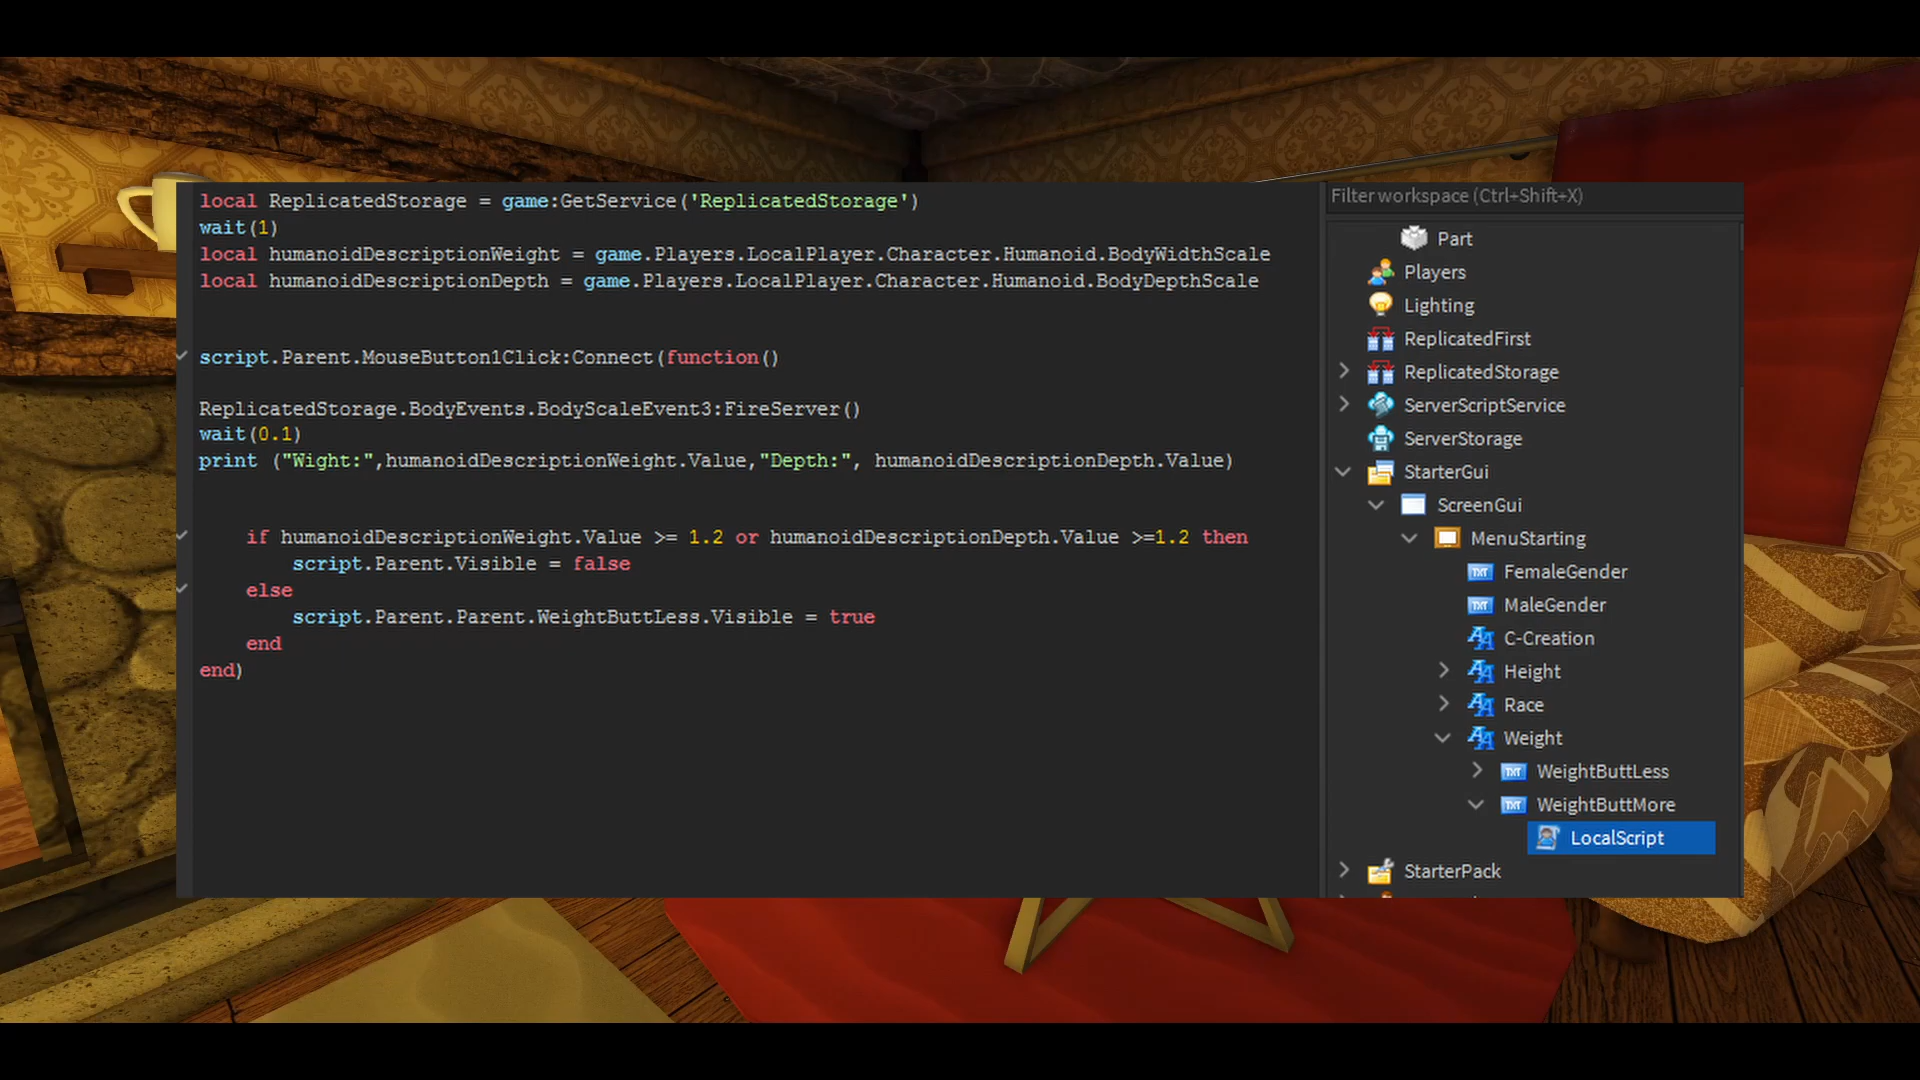 local ReplicatedStorage = game:GetService('ReplicatedStorage')
wait(1)
local humanoidDescriptionWeight = game.Players.LocalPlayer.Character.Humanoid.BodyWidthScale
local humanoidDescriptionDepth = game.Players.LocalPlayer.Character.Humanoid.BodyDepthScale
script.Parent.MouseButton1Click:Connect(function()
ReplicatedStorage.BodyEvents.BodyScaleEvent3:FireServer()
wait(0.1)
print ("Wight:",humanoidDescriptionWeight.Value,"Depth:", humanoidDescriptionDepth.Value)
if humanoidDescriptionWeight.Value >= 1.2 or humanoidDescriptionDepth.Value >=1.2 then
script.Parent.Visible = false
else
script.Parent.Parent.WeightButtLess.Visible = true
end
end)
Filter workspace (Ctrl+Shift+X)
Part
Players
Lighting
ReplicatedFirst
ReplicatedStorage
ServerScriptService
ServerStorage
StarterGui
ScreenGui
MenuStarting
TXT FemaleGender
TXT MaleGender
C-Creation
Height
Race
Weight
TXT WeightButtLess
TXT WeightButtMore
LocalScript
StarterPack